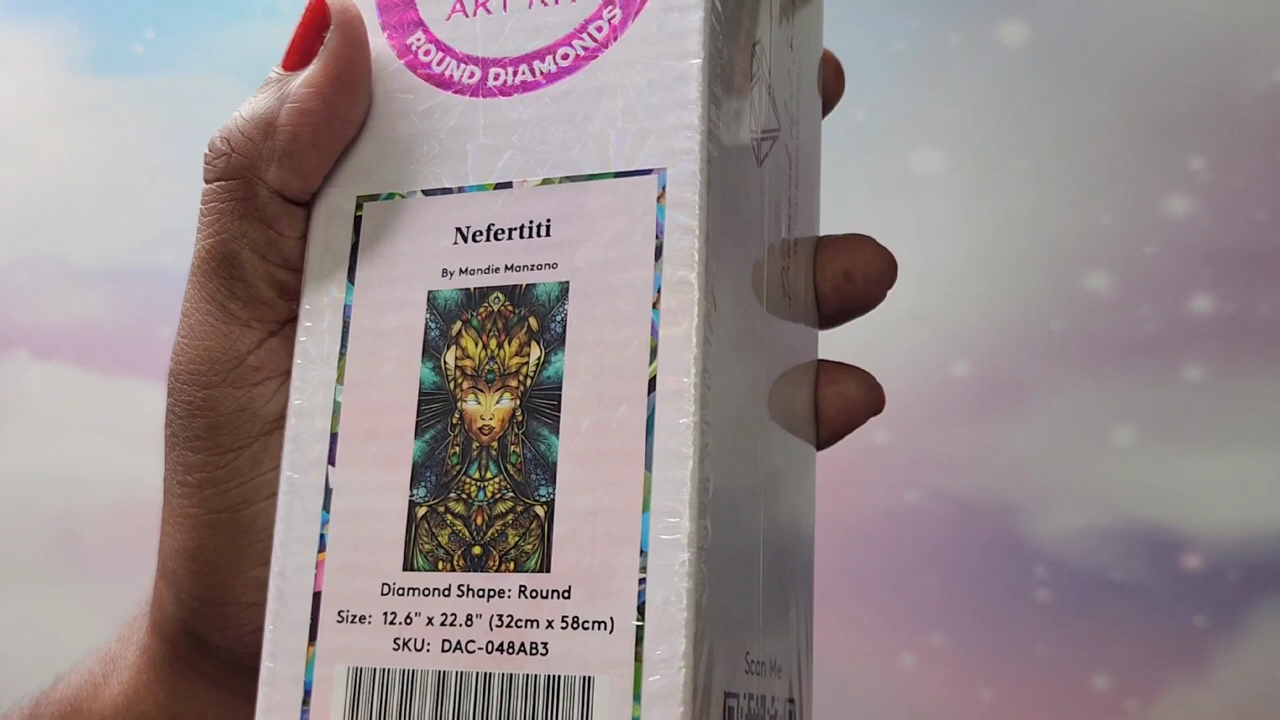 ART KIT
ROUND DIAMONDS
Nefertiti
By Mandie Manzano
Diamond Shape: Round
Size: 12.6" x 22.8" (32cm x 58cm)
SKU: DAC-048AB3
Scan Me